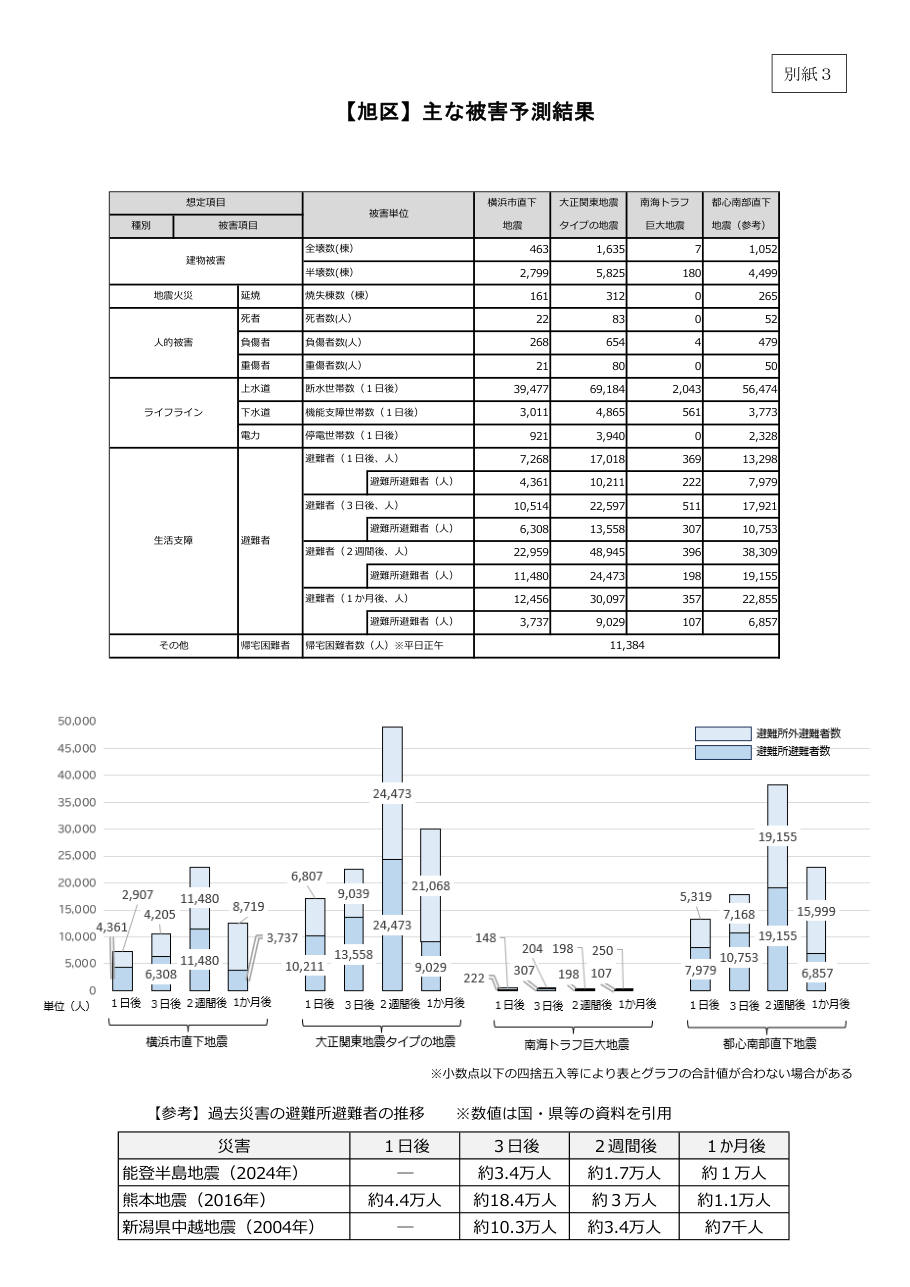 別紙３
【旭区】主な被害予測結果
想定項目 被害単位 横浜市直下地震 大正関東地震タイプの地震 南海トラフ巨大地震 都心南部直下地震（参考）
種別 被害項目
建物被害 全壊数(棟) 463 1,635 7 1,052
半壊数(棟) 2,799 5,825 180 4,499
地震火災 延焼 焼失棟数（棟） 161 312 0 265
人的被害 死者 死者数(人) 22 83 0 52
負傷者 負傷者数(人) 268 654 4 479
重傷者 重傷者数(人) 21 80 0 50
ライフライン 上水道 断水世帯数（１日後） 39,477 69,184 2,043 56,474
下水道 機能支障世帯数（１日後） 3,011 4,865 561 3,773
電力 停電世帯数（１日後） 921 3,940 0 2,328
生活支障 避難者 避難者（１日後、人） 7,268 17,018 369 13,298
避難所避難者（人） 4,361 10,211 222 7,979
避難者（３日後、人） 10,514 22,597 511 17,921
避難所避難者（人） 6,308 13,558 307 10,753
避難者（２週間後、人） 22,959 48,945 396 38,309
避難所避難者（人） 11,480 24,473 198 19,155
避難者（１か月後、人） 12,456 30,097 357 22,855
避難所避難者（人） 3,737 9,029 107 6,857
その他 帰宅困難者 帰宅困難者数（人）※平日正午 11,384
50,000
45,000
40,000
35,000
30,000
25,000
20,000
15,000
10,000
5,000
0
単位（人）
避難所外避難者数
避難所避難者数
2,907 4,205 11,480 8,719
4,361 6,308 11,480 3,737
6,807 9,039 24,473 21,068
10,211 13,558 24,473 9,029
148 204 198 250
222 307 198 107
5,319 7,168 19,155 15,999
7,979 10,753 19,155 6,857
１日後 ３日後 ２週間後 1か月後 １日後 ３日後 ２週間後 1か月後 １日後 ３日後 ２週間後 1か月後 １日後 ３日後 ２週間後 1か月後
横浜市直下地震 大正関東地震タイプの地震 南海トラフ巨大地震 都心南部直下地震
※小数点以下の四捨五入等により表とグラフの合計値が合わない場合がある
【参考】過去災害の避難所避難者の推移 ※数値は国・県等の資料を引用
災害 １日後 ３日後 ２週間後 １か月後
能登半島地震（2024年） ― 約3.4万人 約1.7万人 約１万人
熊本地震（2016年） 約4.4万人 約18.4万人 約３万人 約1.1万人
新潟県中越地震（2004年） ― 約10.3万人 約3.4万人 約7千人